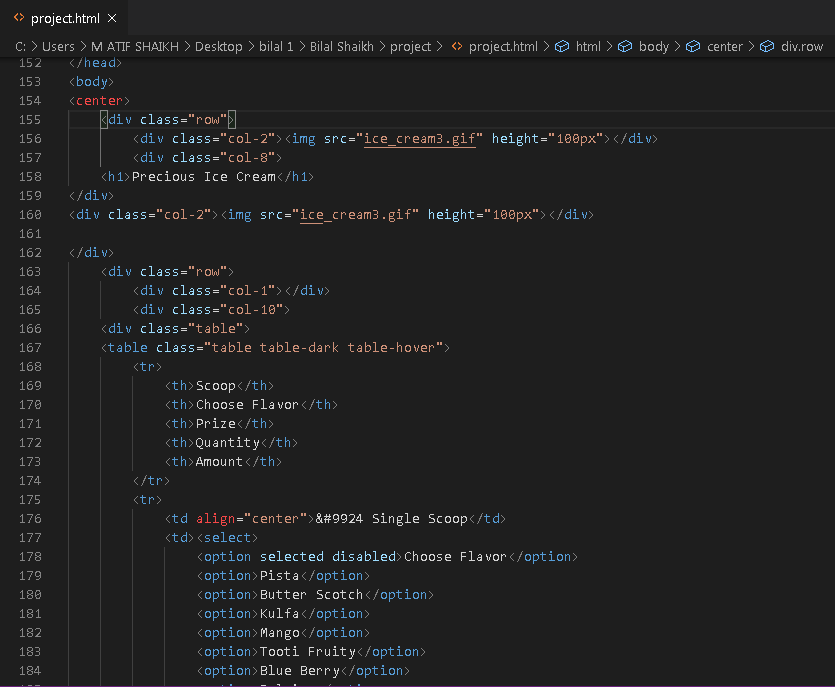 project.html
C: > Users > M ATIF SHAIKH > Desktop > bilal 1 > Bilal Shaikh > project > project.html > html > body > center > div.row
152 </head>
153 <body>
154 <center>
155 <div class="row">
156 <div class="col-2"><img src="ice_cream3.gif" height="100px"></div>
157 <div class="col-8">
158 <h1>Precious Ice Cream</h1>
159 </div>
160 <div class="col-2"><img src="ice_cream3.gif" height="100px"></div>
161
162 </div>
163 <div class="row">
164 <div class="col-1"></div>
165 <div class="col-10">
166 <div class="table">
167 <table class="table table-dark table-hover">
168 <tr>
169 <th>Scoop</th>
170 <th>Choose Flavor</th>
171 <th>Prize</th>
172 <th>Quantity</th>
173 <th>Amount</th>
174 </tr>
175 <tr>
176 <td align="center">&#9924 Single Scoop</td>
177 <td><select>
178 <option selected disabled>Choose Flavor</option>
179 <option>Pista</option>
180 <option>Butter Scotch</option>
181 <option>Kulfa</option>
182 <option>Mango</option>
183 <option>Tooti Fruity</option>
184 <option>Blue Berry</option>